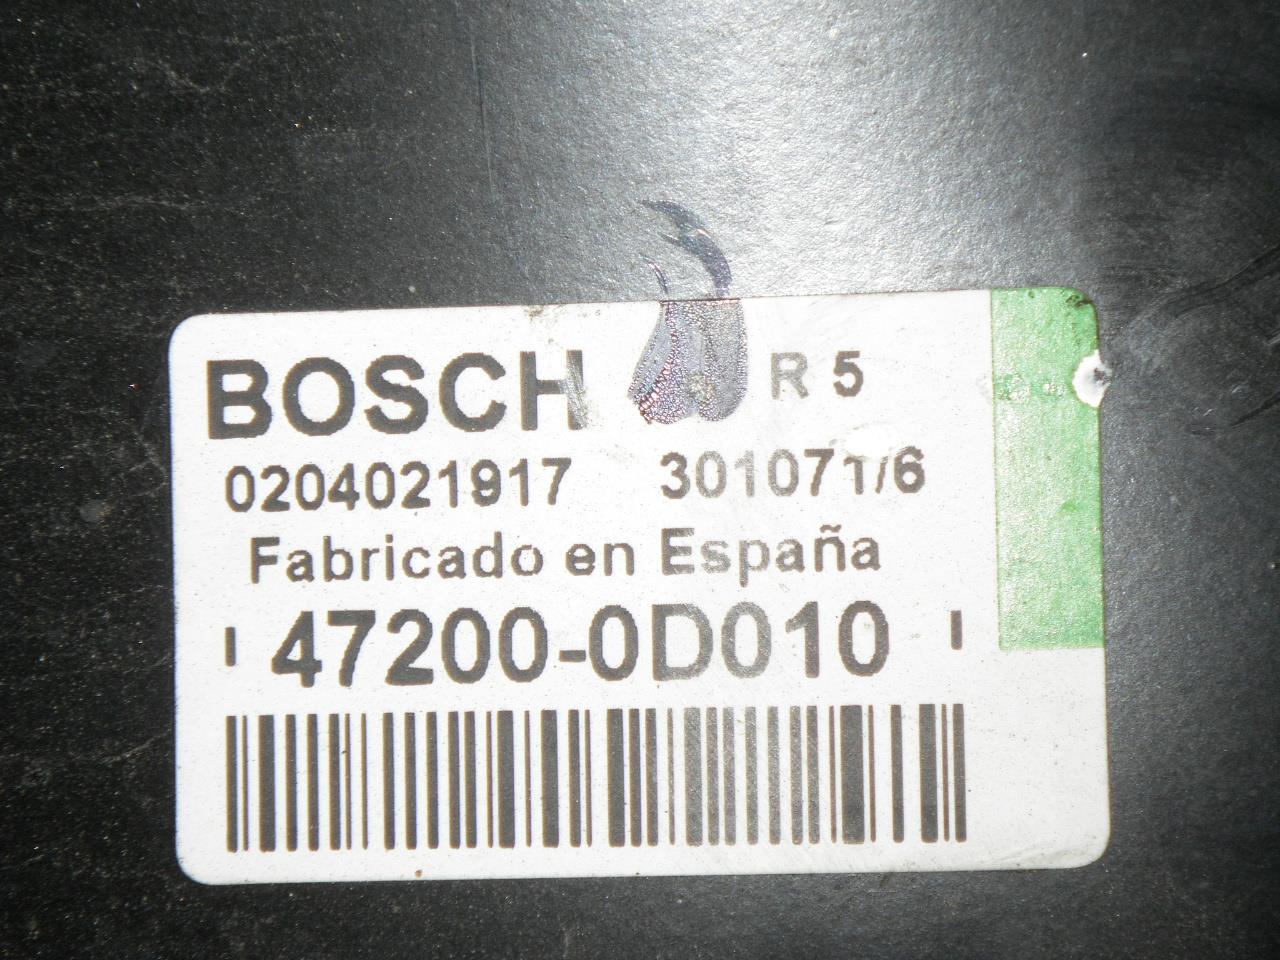 BOSCH R 5
0204021917 301071/6
Fabricado en España
I 47200-0D010 I